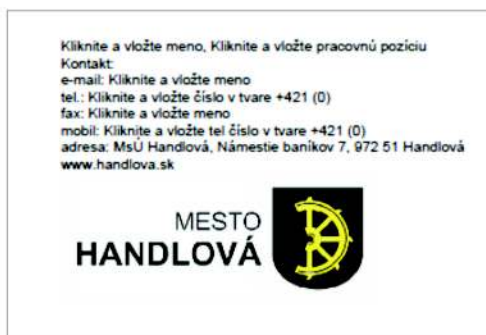 Kliknite a vložte meno, Kliknite a vložte pracovnú pozíciu
Kontakt:
e-mail: Kliknite a vložte meno
tel.: Kliknite a vložte číslo v tvare +421 (0)
fax: Kliknite a vložte meno
mobil: Kliknite a vložte tel číslo v tvare +421 (0)
adresa: MsÚ Handlová, Námestie baníkov 7, 972 51 Handlová
www.handlova.sk
MESTO
HANDLOVÁ